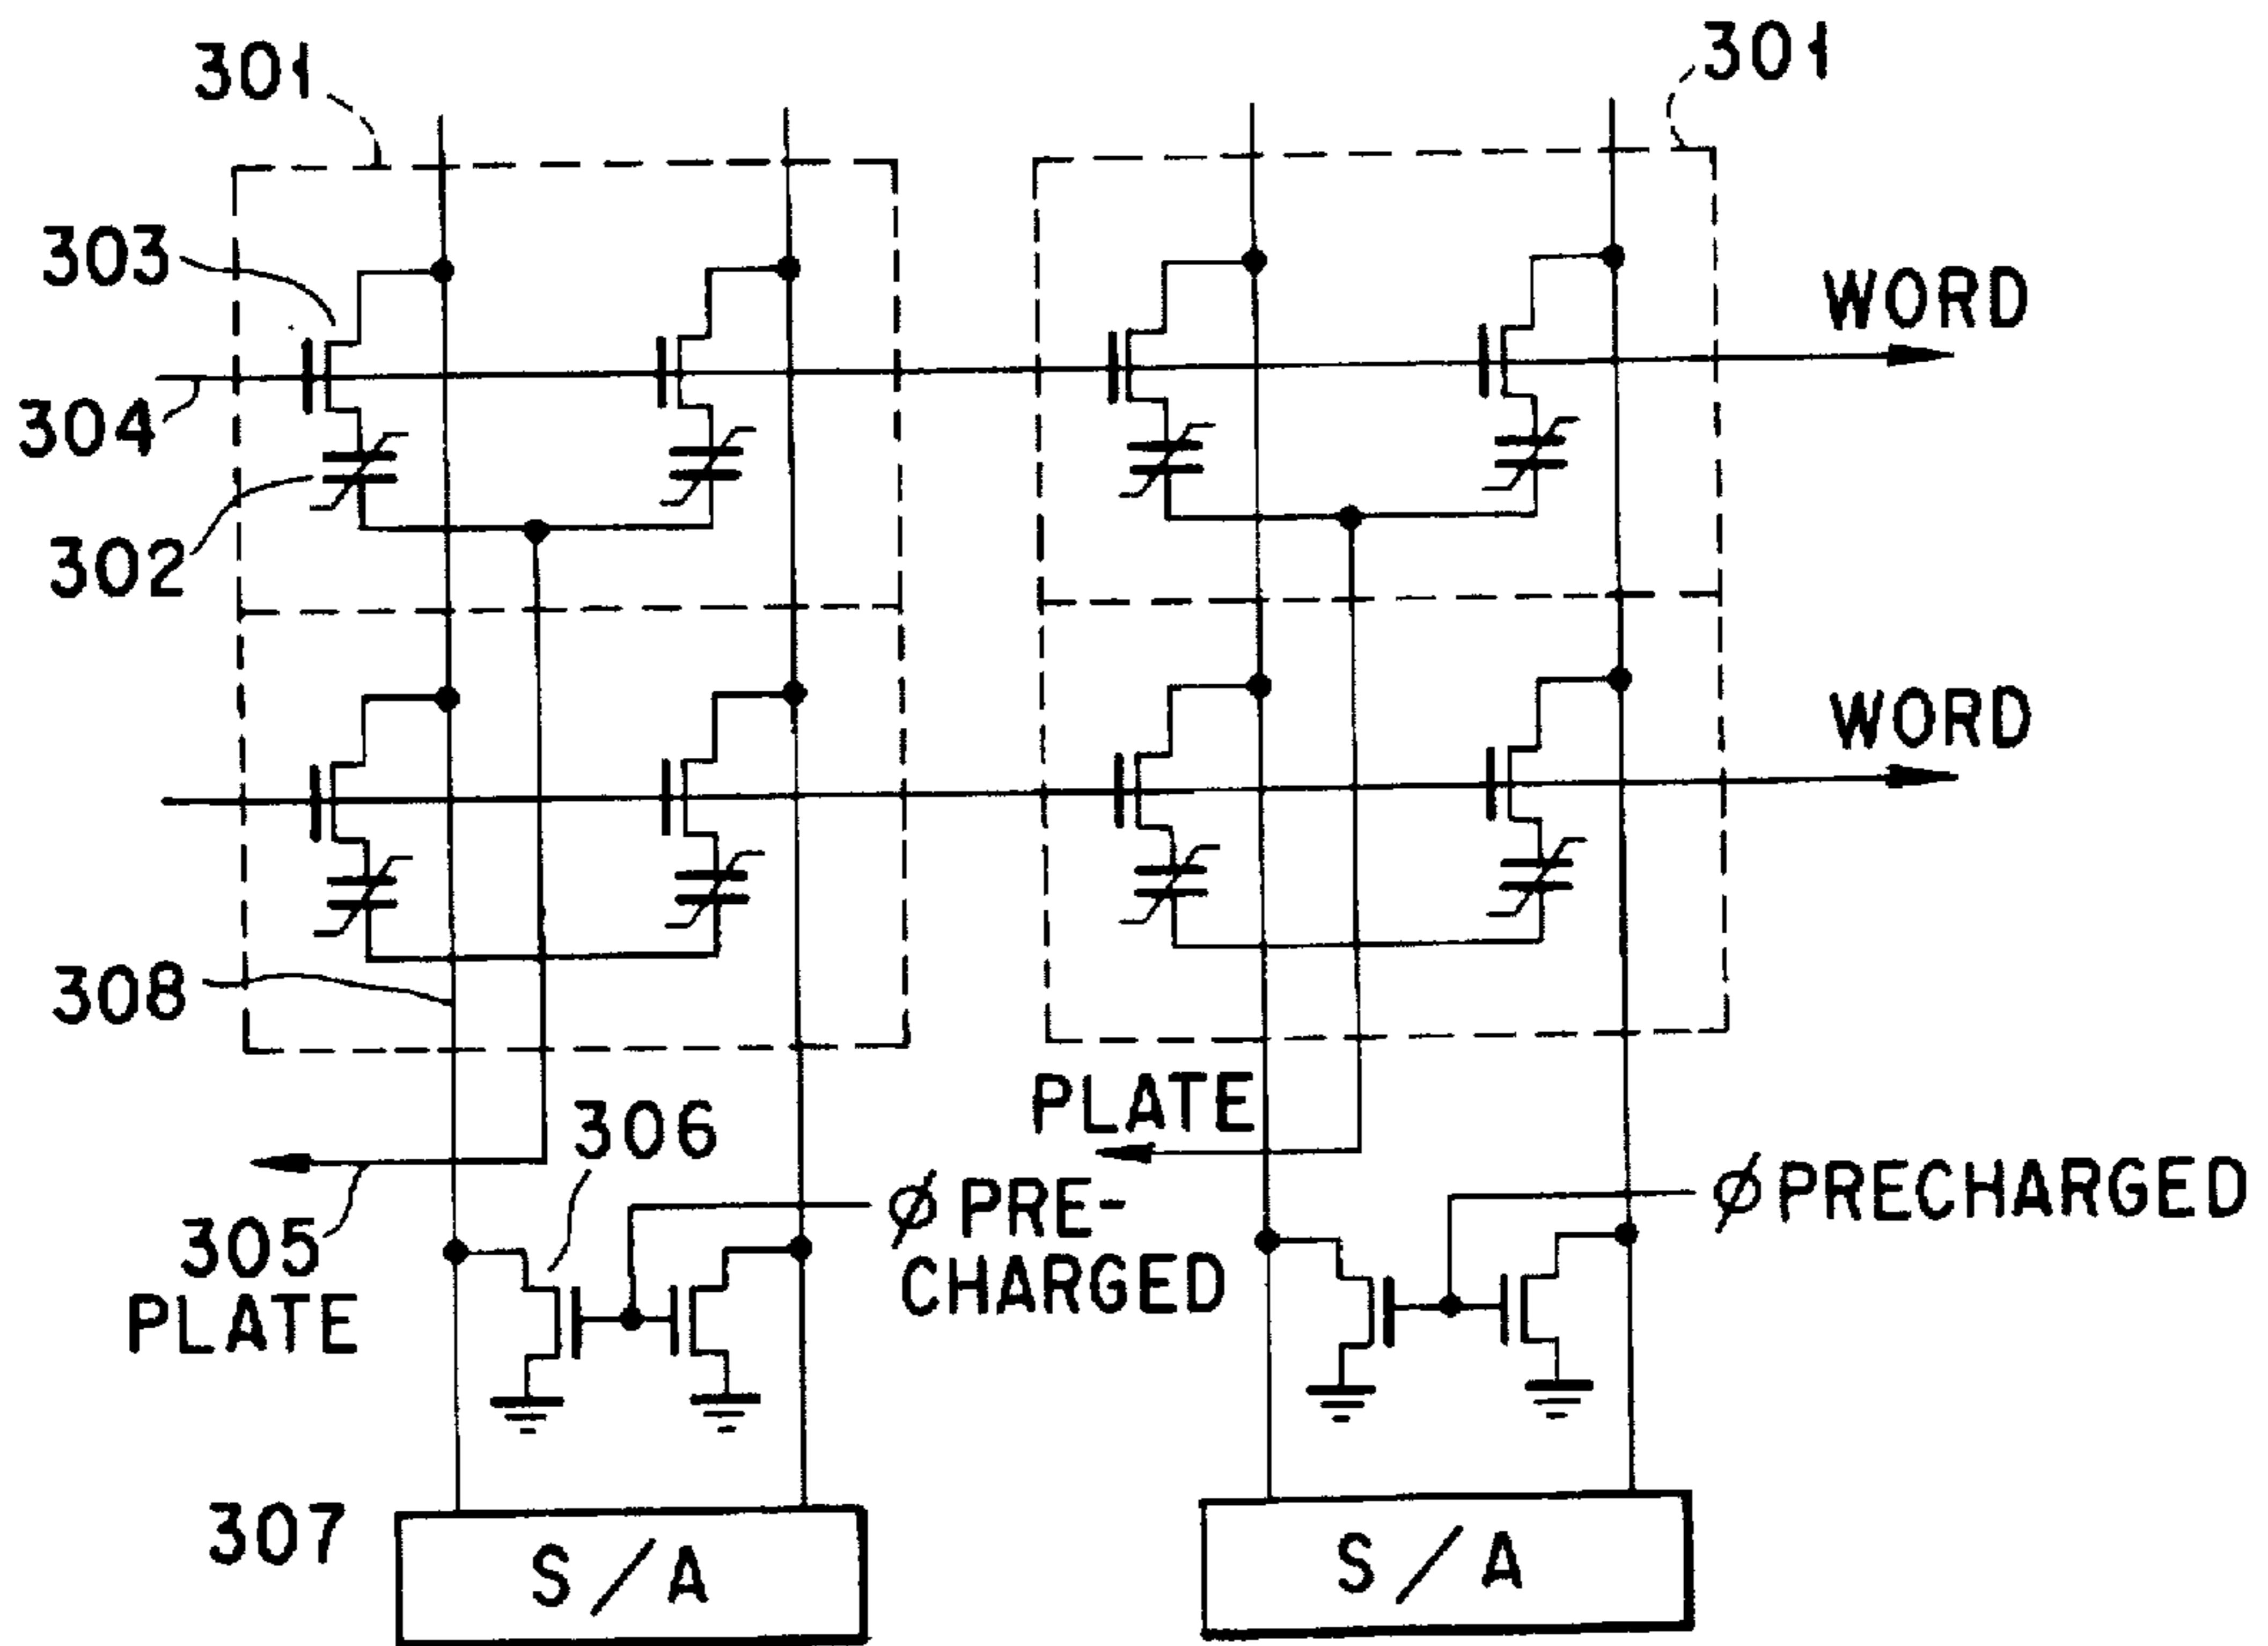 301
301
303
WORD
304
302
WORD
308
PLATE
306
305
PLATE
Ø PRE-
CHARGED
Ø PRECHARGED
307
S/A
S/A